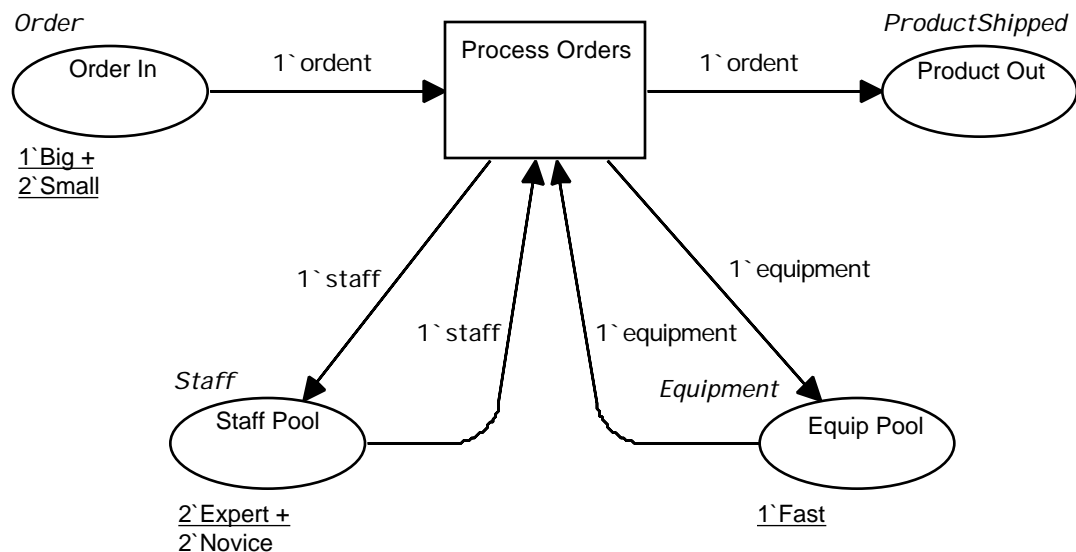 Order
ProductShipped
Order In
1`ordent
Process Orders
1`ordent
Product Out
1`Big +
2`Small
1`staff
1`equipment
1`staff
1`equipment
Staff
Equipment
Staff Pool
Equip Pool
2`Expert +
2`Novice
1`Fast